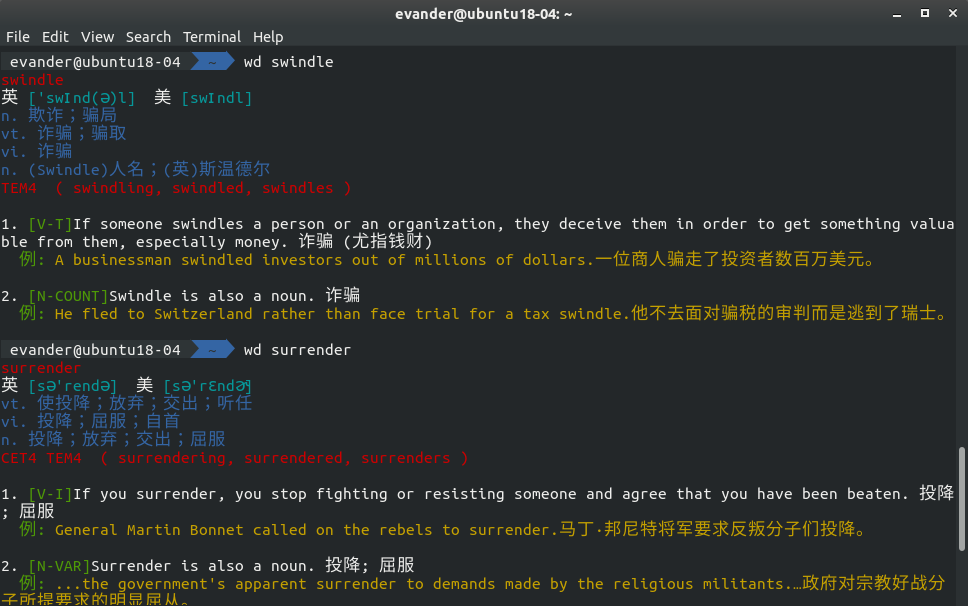 evander@ubuntu18-04: ~
File Edit View Search Terminal Help
evander@ubuntu18-04 ~ wd swindle
swindle
英 ['swɪnd(ə)l] 美 [swɪndl]
n. 欺诈；骗局
vt. 诈骗；骗取
vi. 诈骗
n. (Swindle)人名；(英)斯温德尔
TEM4 ( swindling, swindled, swindles )
1. [V-T]If someone swindles a person or an organization, they deceive them in order to get something valua
ble from them, especially money. 诈骗 (尤指钱财)
例: A businessman swindled investors out of millions of dollars.一位商人骗走了投资者数百万美元。
2. [N-COUNT]Swindle is also a noun. 诈骗
例: He fled to Switzerland rather than face trial for a tax swindle.他不去面对骗税的审判而是逃到了瑞士。
evander@ubuntu18-04 ~ wd surrender
surrender
英 [sə'rendə] 美 [sə'rɛndɚ]
vt. 使投降；放弃；交出；听任
vi. 投降；屈服；自首
n. 投降；放弃；交出；屈服
CET4 TEM4 ( surrendering, surrendered, surrenders )
1. [V-I]If you surrender, you stop fighting or resisting someone and agree that you have been beaten. 投降
; 屈服
例: General Martin Bonnet called on the rebels to surrender.马丁·邦尼特将军要求反叛分子们投降。
2. [N-VAR]Surrender is also a noun. 投降; 屈服
例: ...the government's apparent surrender to demands made by the religious militants.…政府对宗教好战分
子所提要求的明显屈从。